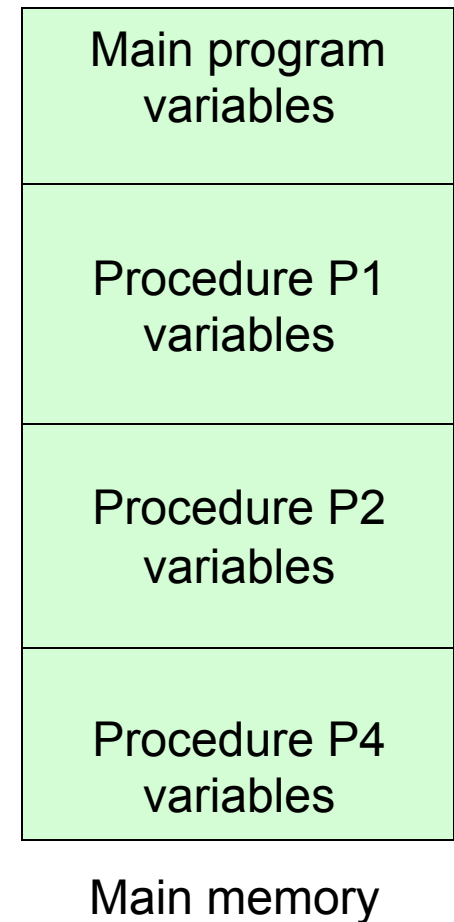 Main program
variables
Procedure P1
variables
Procedure P2
variables
Procedure P4
variables
Main memory